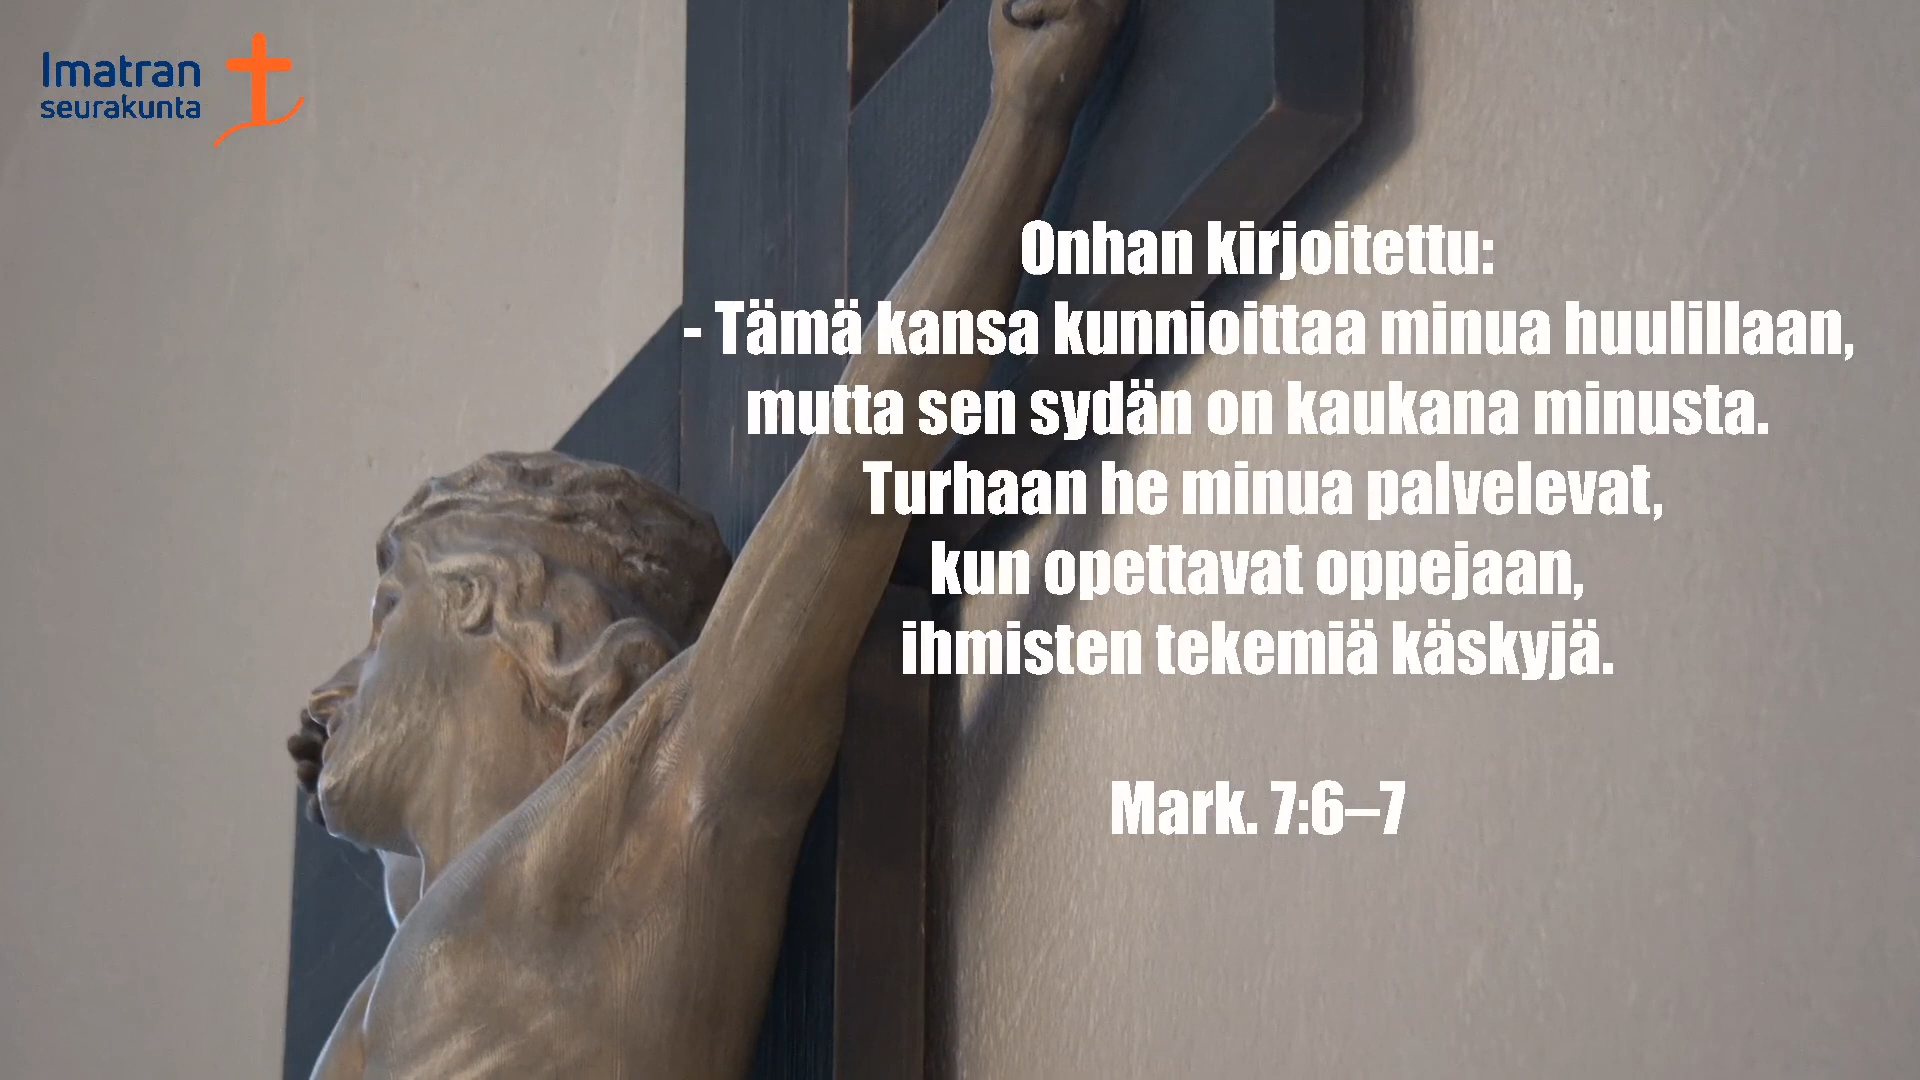 Imatran
seurakunta
Onhan kirjoitettu:
- Tämä kansa kunnioittaa minua huulillaan,
mutta sen sydän on kaukana minusta.
Turhaan he minua palvelevat,
kun opettavat oppejaan,
ihmisten tekemiä käskyjä.
Mark. 7:6–7